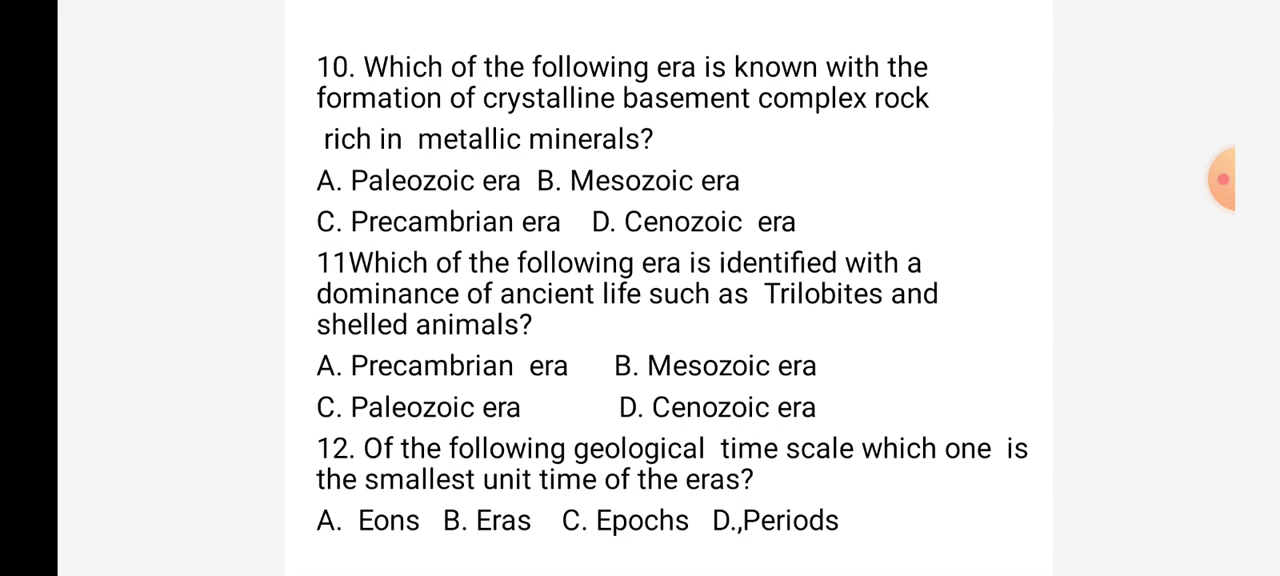 10. Which of the following era is known with the
formation of crystalline basement complex rock
rich in  metallic minerals?
A. Paleozoic era  B. Mesozoic era
C. Precambrian era    D. Cenozoic  era
11Which of the following era is identified with a
dominance of ancient life such as  Trilobites and
shelled animals?
A. Precambrian  era      B. Mesozoic era
C. Paleozoic era             D. Cenozoic era
12. Of the following geological  time scale which one  is
the smallest unit time of the eras?
A.  Eons   B. Eras    C. Epochs   D.,Periods